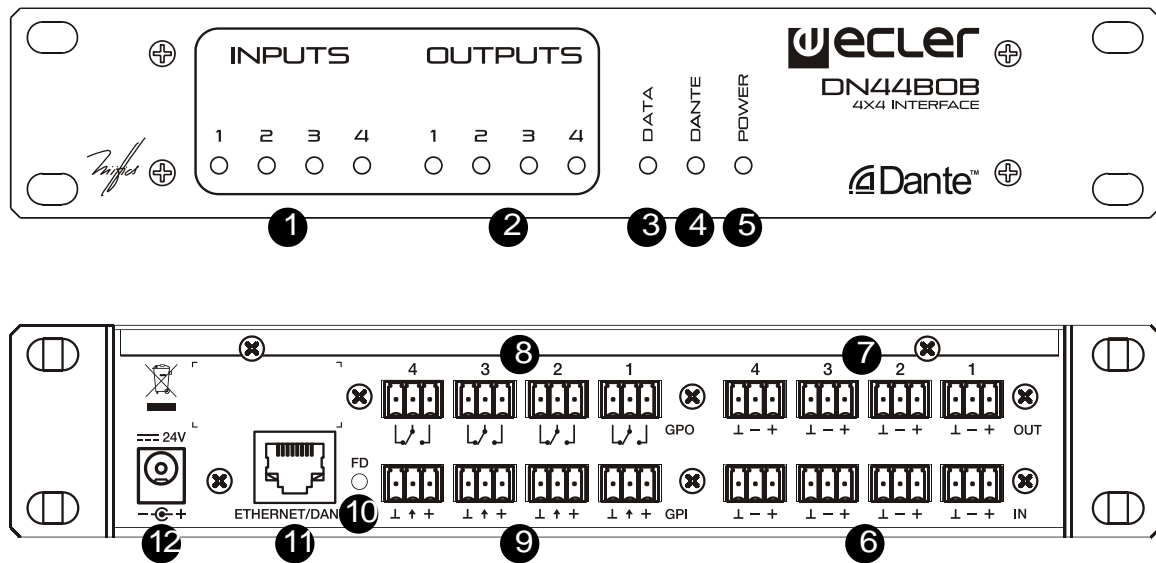 INPUTS OUTPUTS
ecler
DN44BOB
4X4 INTERFACE
DATA
DANTE
POWER
1 2 3 4 1 2 3 4
Dante™
1 2 3 4 5
8 7
4 3 2 1 4 3 2 1
GPO ⊥ − + ⊥ − + ⊥ − + ⊥ − + OUT
24V
FD
− +
ETHERNET/DAN
10
⊥ ↑ + ⊥ ↑ + ⊥ ↑ + ⊥ ↑ + GPI ⊥ − + ⊥ − + ⊥ − + ⊥ − + IN
12 11 9 6